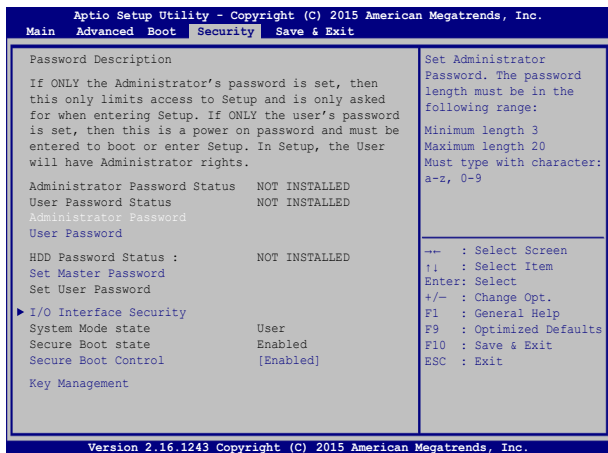 Aptio Setup Utility - Copyright (C) 2015 American Megatrends, Inc.
Main Advanced Boot Security Save & Exit
Password Description
If ONLY the Administrator's password is set, then
this only limits access to Setup and is only asked
for when entering Setup. If ONLY the user's password
is set, then this is a power on password and must be
entered to boot or enter Setup. In Setup, the User
will have Administrator rights.
Administrator Password Status NOT INSTALLED
User Password Status NOT INSTALLED
Administrator Password
User Password
HDD Password Status : NOT INSTALLED
Set Master Password
Set User Password
I/O Interface Security
System Mode state User
Secure Boot state Enabled
Secure Boot Control [Enabled]
Key Management
Set Administrator
Password. The password
length must be in the
following range:
Minimum length 3
Maximum length 20
Must type with character:
a-z, 0-9
→← : Select Screen
↑↓ : Select Item
Enter: Select
+/— : Change Opt.
F1 : General Help
F9 : Optimized Defaults
F10 : Save & Exit
ESC : Exit
Version 2.16.1243 Copyright (C) 2015 American Megatrends, Inc.